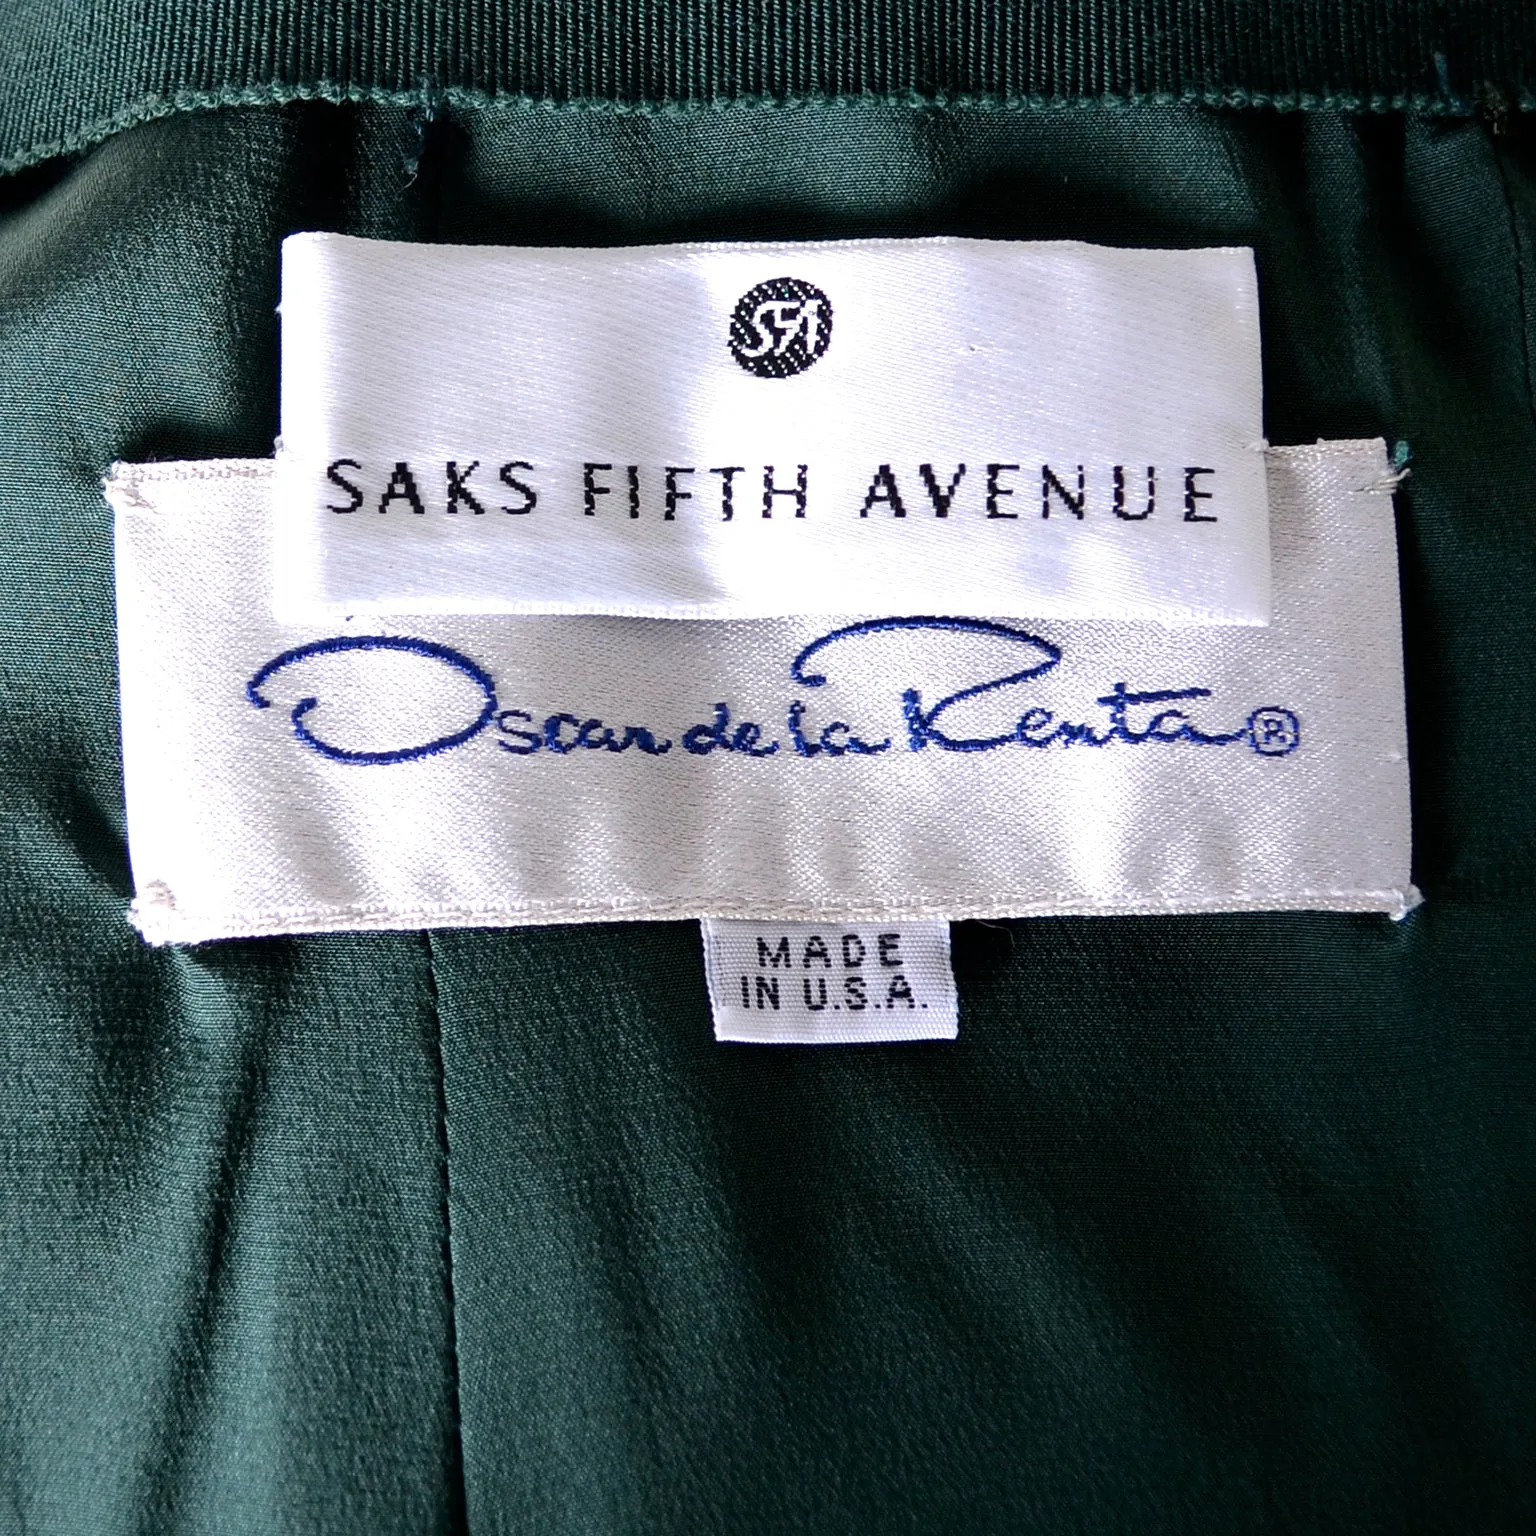 SFA
SAKS FIFTH AVENUE
Oscar de la Renta®
MADE
IN U.S.A.